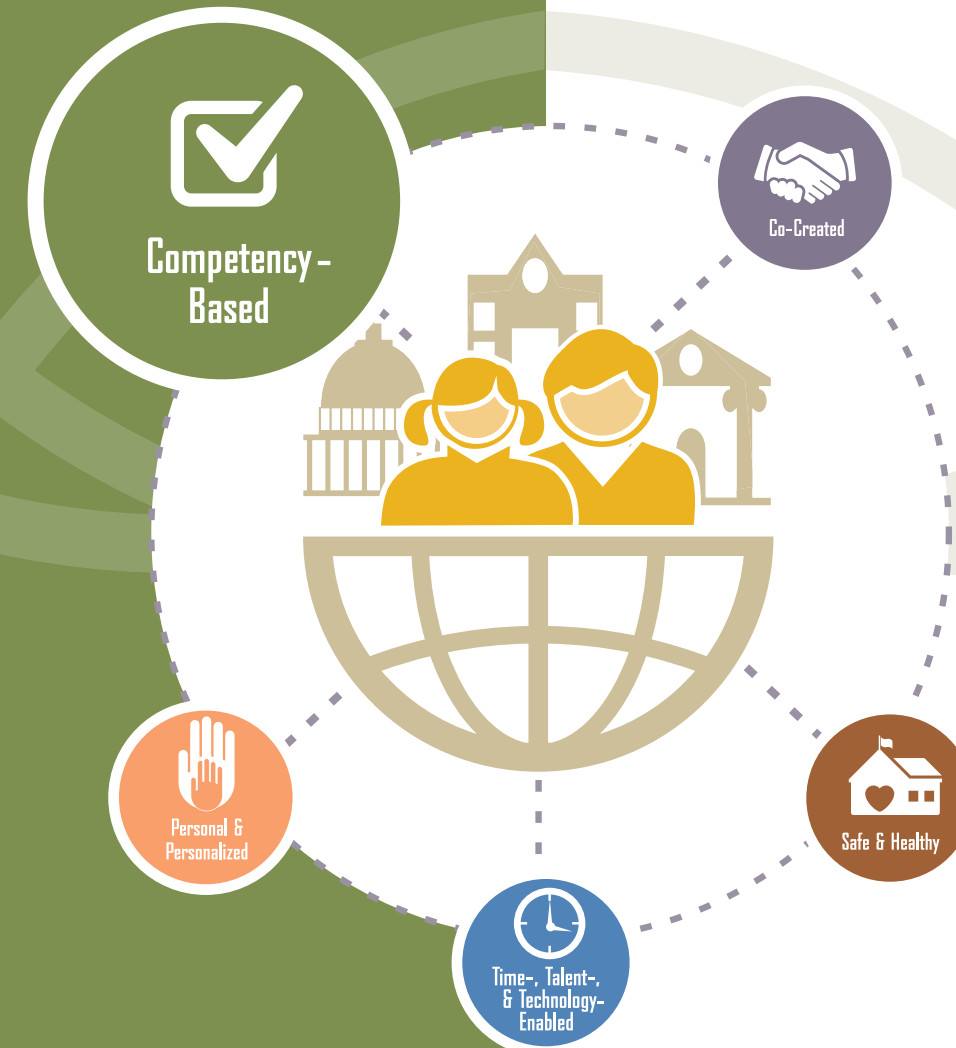 Competency-
Based
Co-Created
Safe & Healthy
Time-, Talent-,
& Technology-
Enabled
Personal &
Personalized